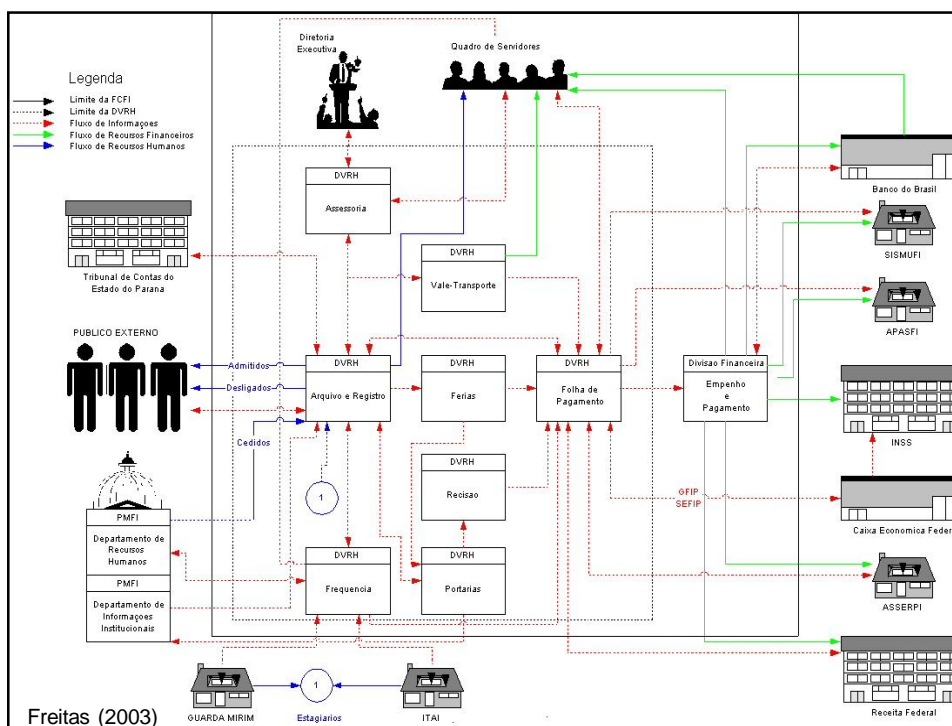 Diretoria
Executiva
Quadro de Servidores
Legenda
Limite da FCFI
Limite da DVRH
Fluxo de Informaçoes
Fluxo de Recursos Financeiros
Fluxo de Recursos Humanos
DVRH
Assessoria
Banco do Brasil
SISMUFI
Tribunal de Contas do
Estado do Parana
DVRH
Vale-Transporte
APASFI
PUBLICO EXTERNO
Admitidos
Desligados
Cedidos
DVRH
Arquivo e Registro
DVRH
Ferias
DVRH
Folha de
Pagamento
Divisao Financeira
Empenho
e
Pagamento
INSS
DVRH
Recisao
1
GFIP
SEFIP
Caixa Economica Federal
PMFI
Departamento de
Recursos
Humanos
PMFI
Departamento de
Informaçoes
Institucionais
DVRH
Frequência
DVRH
Portarias
ASSERPI
GUARDA MIRIM
1
Estagiarios
ITAI
Receita Federal
Freitas (2003)